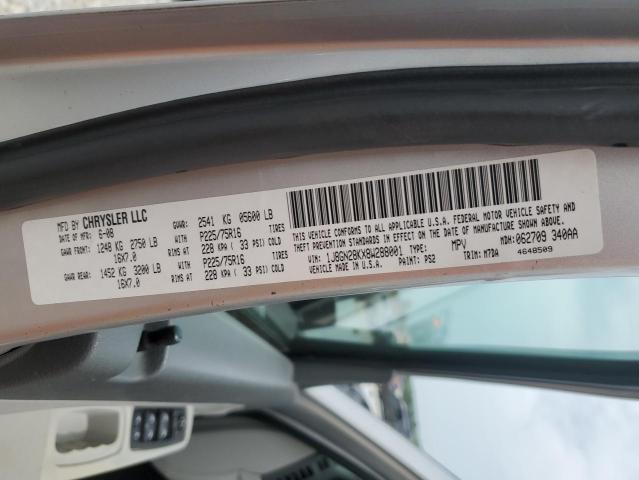 MFD BY CHRYSLER LLC
DATE OF MFR: 6-08 GVWR: 2541 KG 05600 LB
GAWR FRONT: 1248 KG 2750 LB WITH P225/75R16 TIRES
16X7.0 RIMS AT 228 KPA ( 33 PSI) COLD
GAWR REAR: 1452 KG 3200 LB WITH P225/75R16 TIRES
16X7.0 RIMS AT 228 KPA ( 33 PSI) COLD
THIS VEHICLE CONFORMS TO ALL APPLICABLE U.S.A. FEDERAL MOTOR VEHICLE SAFETY AND
THEFT PREVENTION STANDARDS IN EFFECT ON THE DATE OF MANUFACTURE SHOWN ABOVE.
MADE IN U.S.A. MDH: 062709 340AA
VIN: 1J8GN28KX8W288001 TYPE: MPV 4648509
PAINT: PS2 TRIM: M7DA